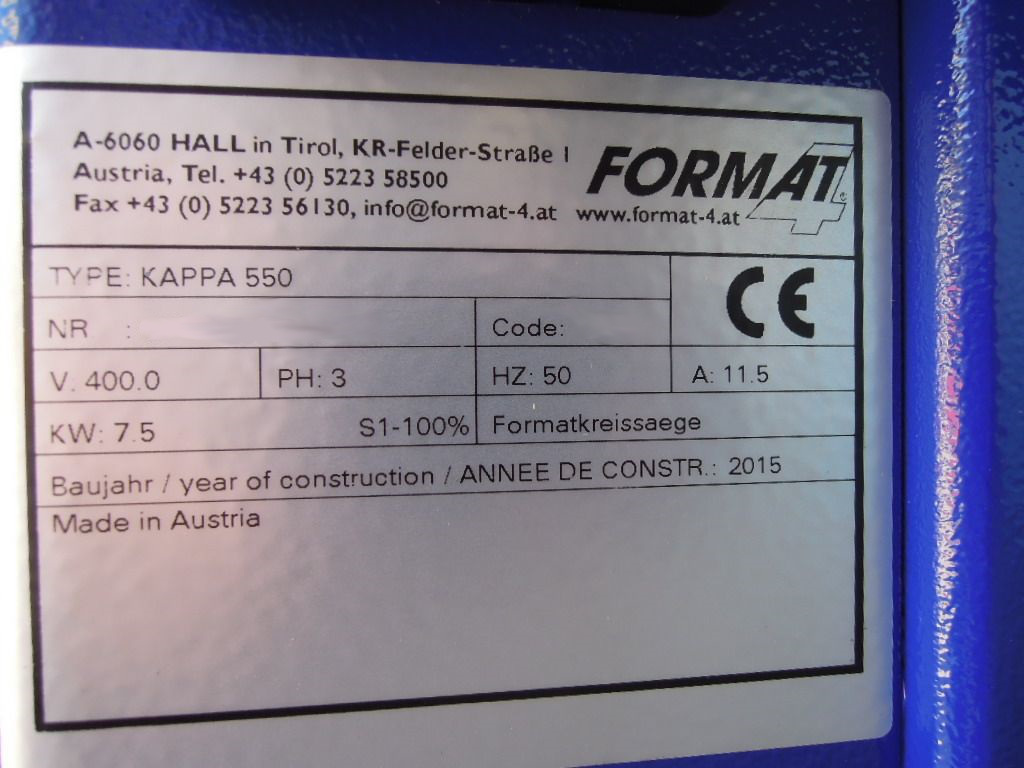 A-6060 HALL in Tirol, KR-Felder-Straße 1
Austria, Tel. +43 (0) 5223 58500
Fax +43 (0) 5223 56130, info@format-4.at
FORMAT 4
www.format-4.at
TYPE: KAPPA 550
CE
NR :
Code:
V. 400.0
PH: 3
HZ: 50
A: 11.5
KW: 7.5
S1-100%
Formatkreissaege
Baujahr / year of construction / ANNEE DE CONSTR.: 2015
Made in Austria